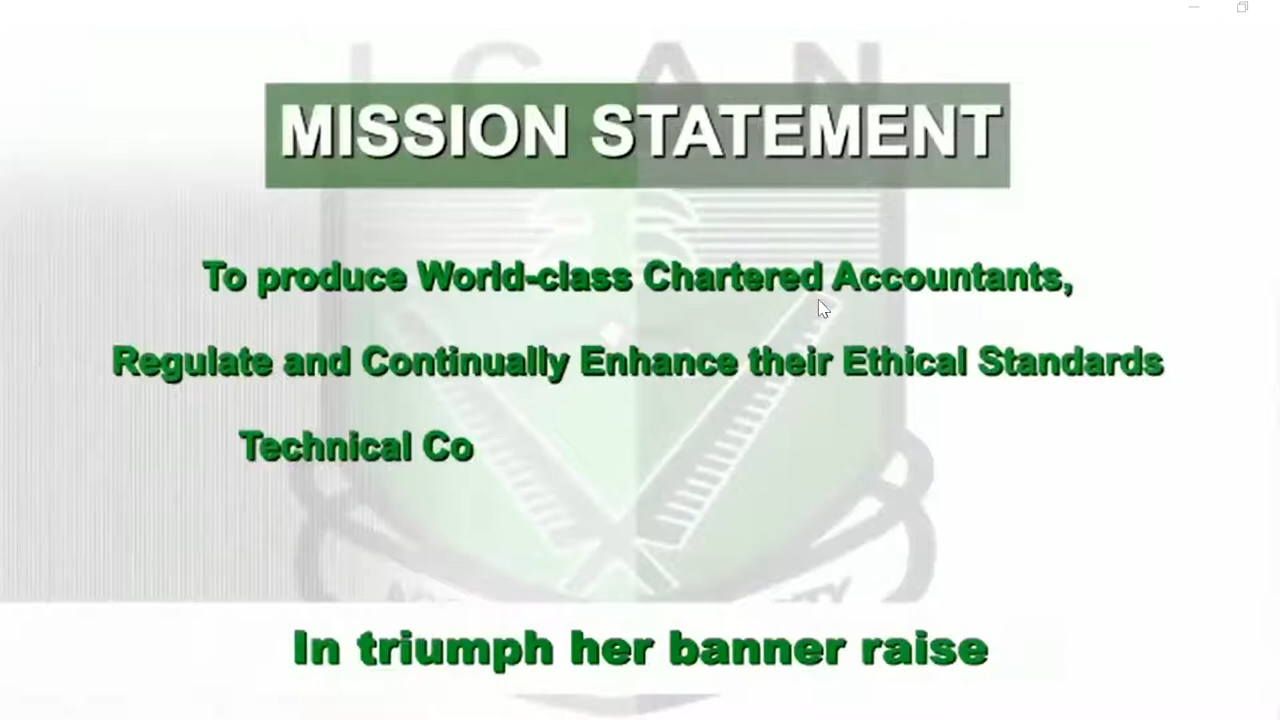 I C A N
MISSION STATEMENT
To produce World-class Chartered Accountants,
Regulate and Continually Enhance their Ethical Standards
Technical Co
In triumph her banner raise